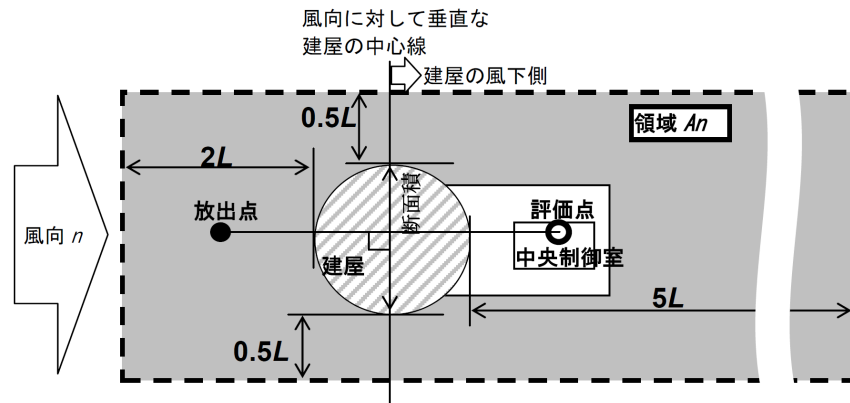 風向に対して垂直な
建屋の中心線
建屋の風下側
0.5L
領域 An
2L
断面積
放出点
評価点
風向 n
建屋
中央制御室
5L
0.5L